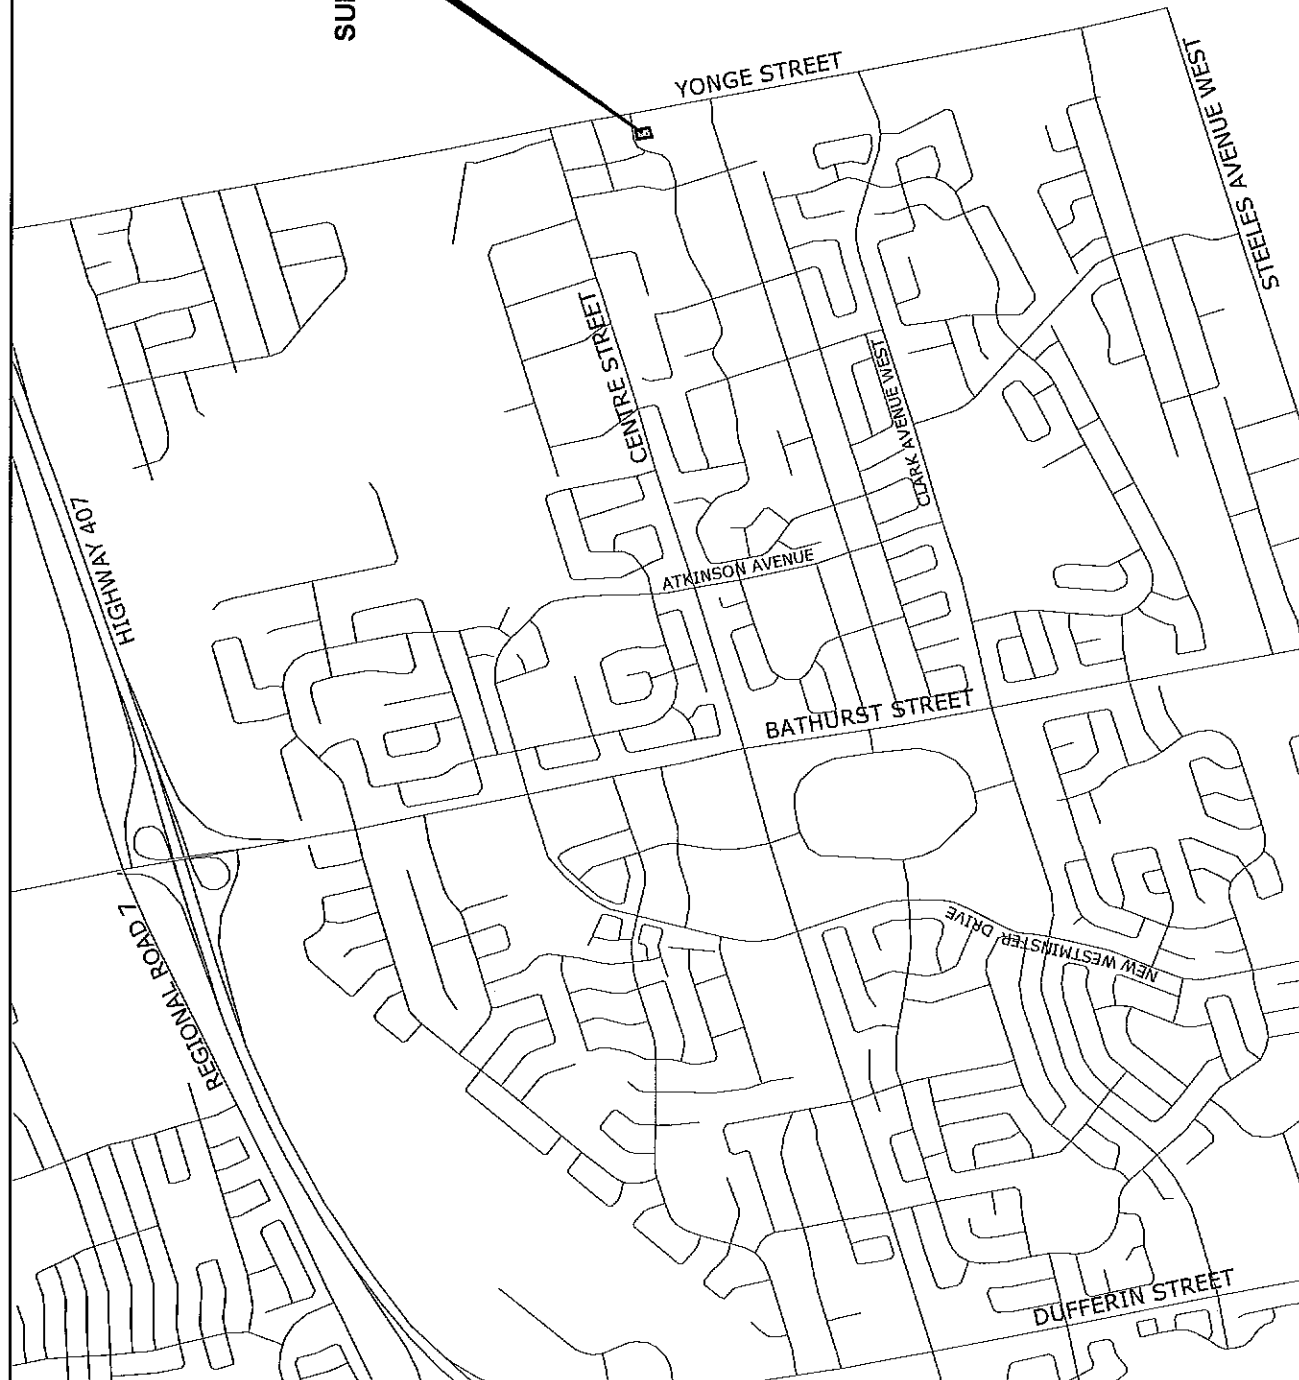 SU
YONGE STREET
STEELES AVENUE WEST
CENTRE STREET
CLARK AVENUE WEST
HIGHWAY 407
ATKINSON AVENUE
BATHURST STREET
REGIONAL ROAD 7
NEW WESTMINSTER DRIVE
DUFFERIN STREET